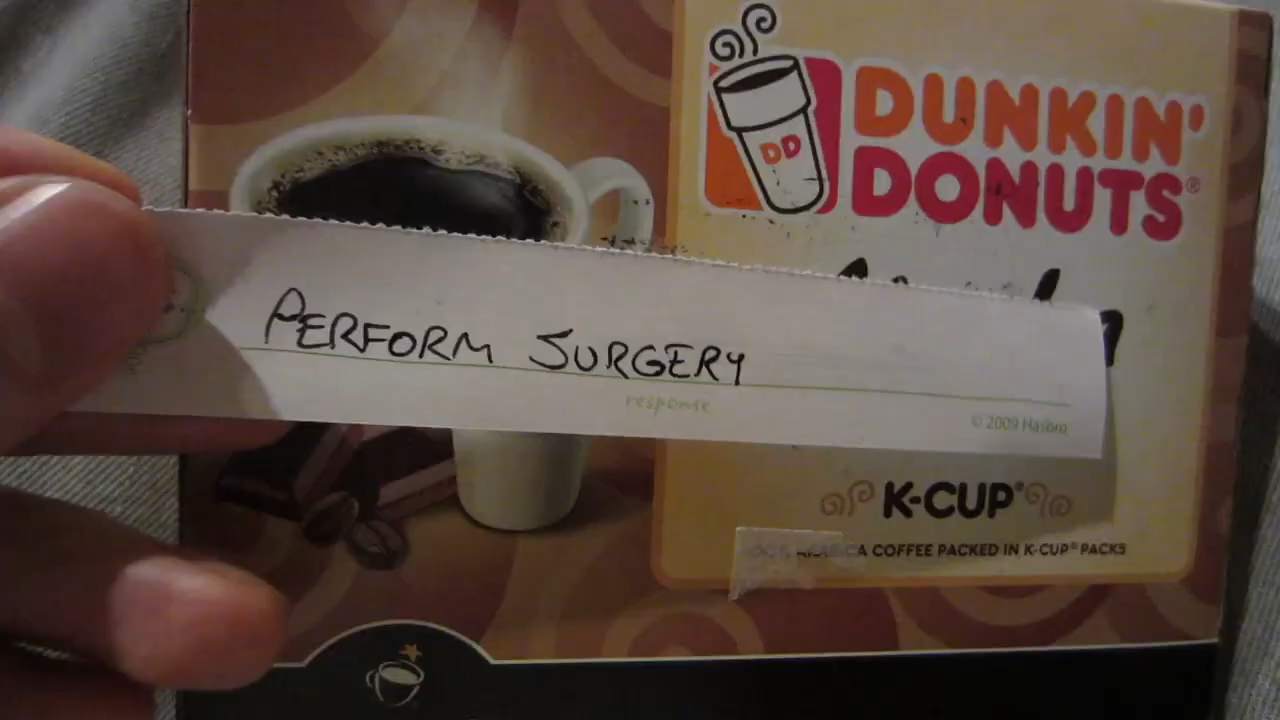 DUNKIN'
DONUTS®
DD
PERFORM SURGERY
response
© 2009 Hasbro
K-CUP®
COFFEE PACKED IN K-CUP® PACKS